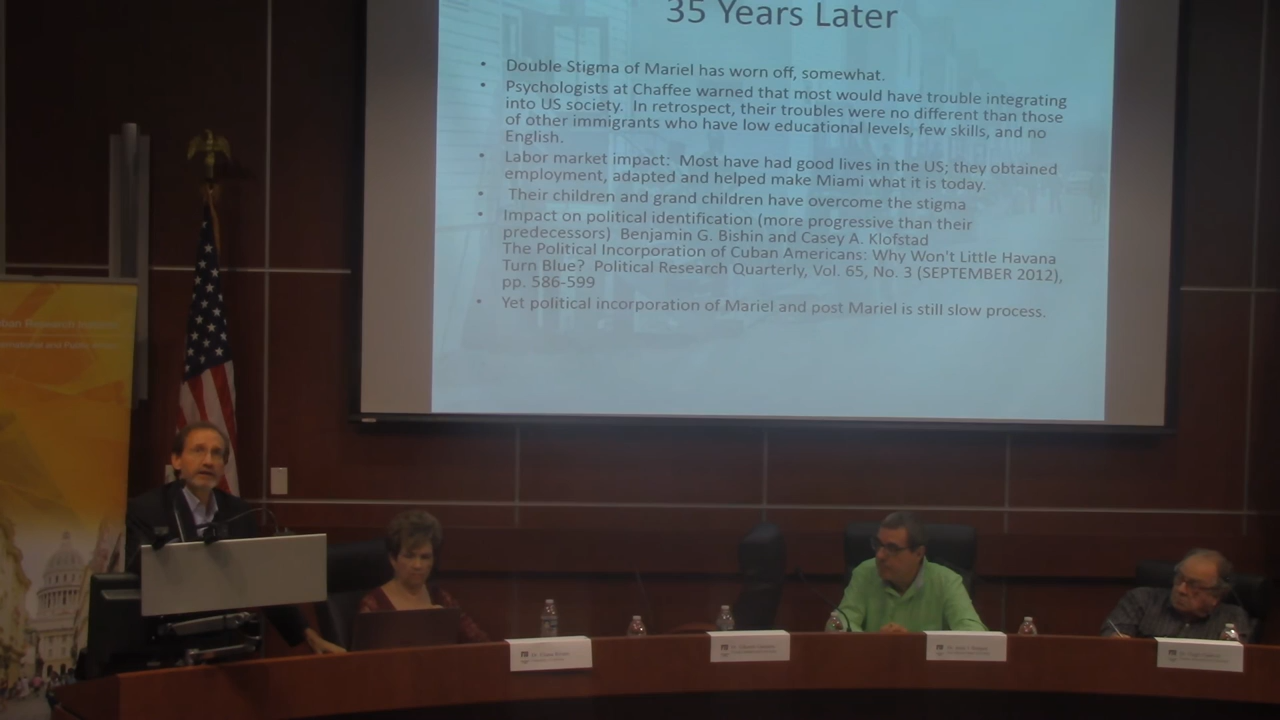 35 Years Later
• Double Stigma of Mariel has worn off, somewhat.
• Psychologists at Chaffee warned that most would have trouble integrating
into US society. In retrospect, their troubles were no different than those
of other immigrants who have low educational levels, few skills, and no
English.
• Labor market impact: Most have had good lives in the US; they obtained
employment, adapted and helped make Miami what it is today.
• Their children and grand children have overcome the stigma
• Impact on political identification (more progressive than their
predecessors) Benjamin G. Bishin and Casey A. Klofstad
The Political Incorporation of Cuban Americans: Why Won't Little Havana
Turn Blue? Political Research Quarterly, Vol. 65, No. 3 (SEPTEMBER 2012),
pp. 586-599
• Yet political incorporation of Mariel and post Mariel is still slow process.
Research
and Public